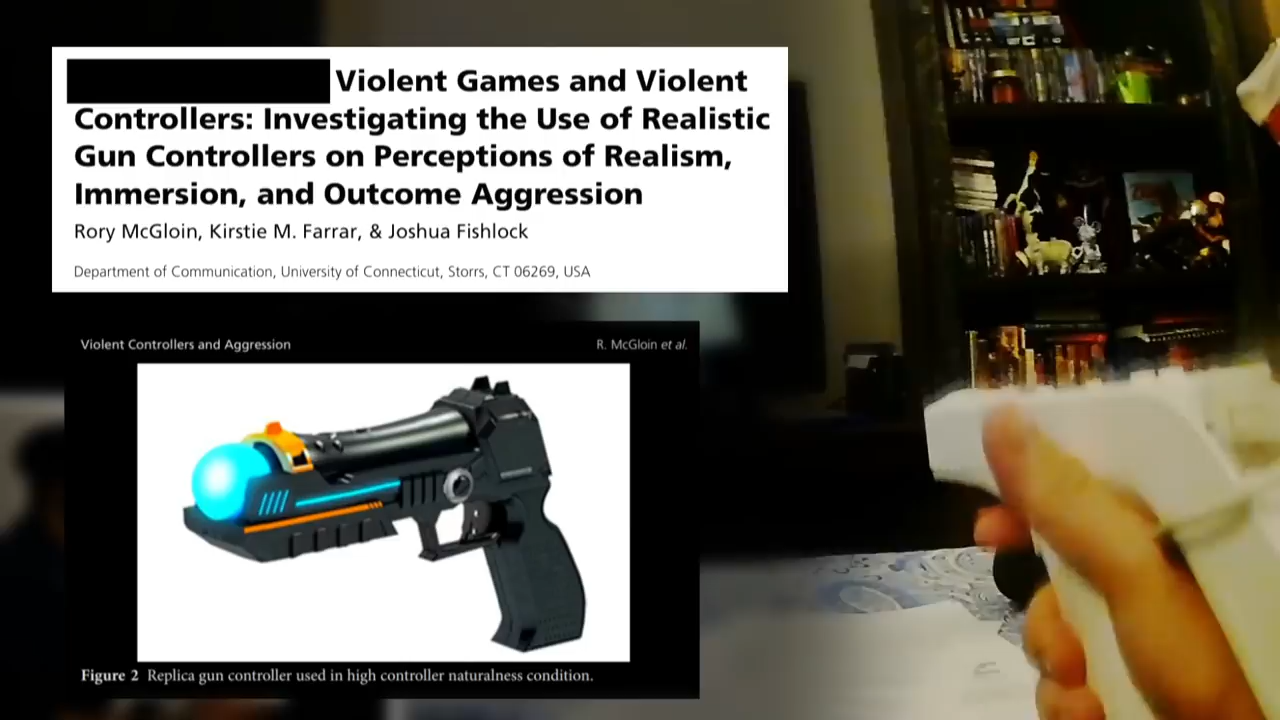 Violent Games and Violent
Controllers: Investigating the Use of Realistic
Gun Controllers on Perceptions of Realism,
Immersion, and Outcome Aggression
Rory McGloin, Kirstie M. Farrar, & Joshua Fishlock
Department of Communication, University of Connecticut, Storrs, CT 06269, USA
Violent Controllers and Aggression
R. McGloin et al.
Figure 2 Replica gun controller used in high controller naturalness condition.